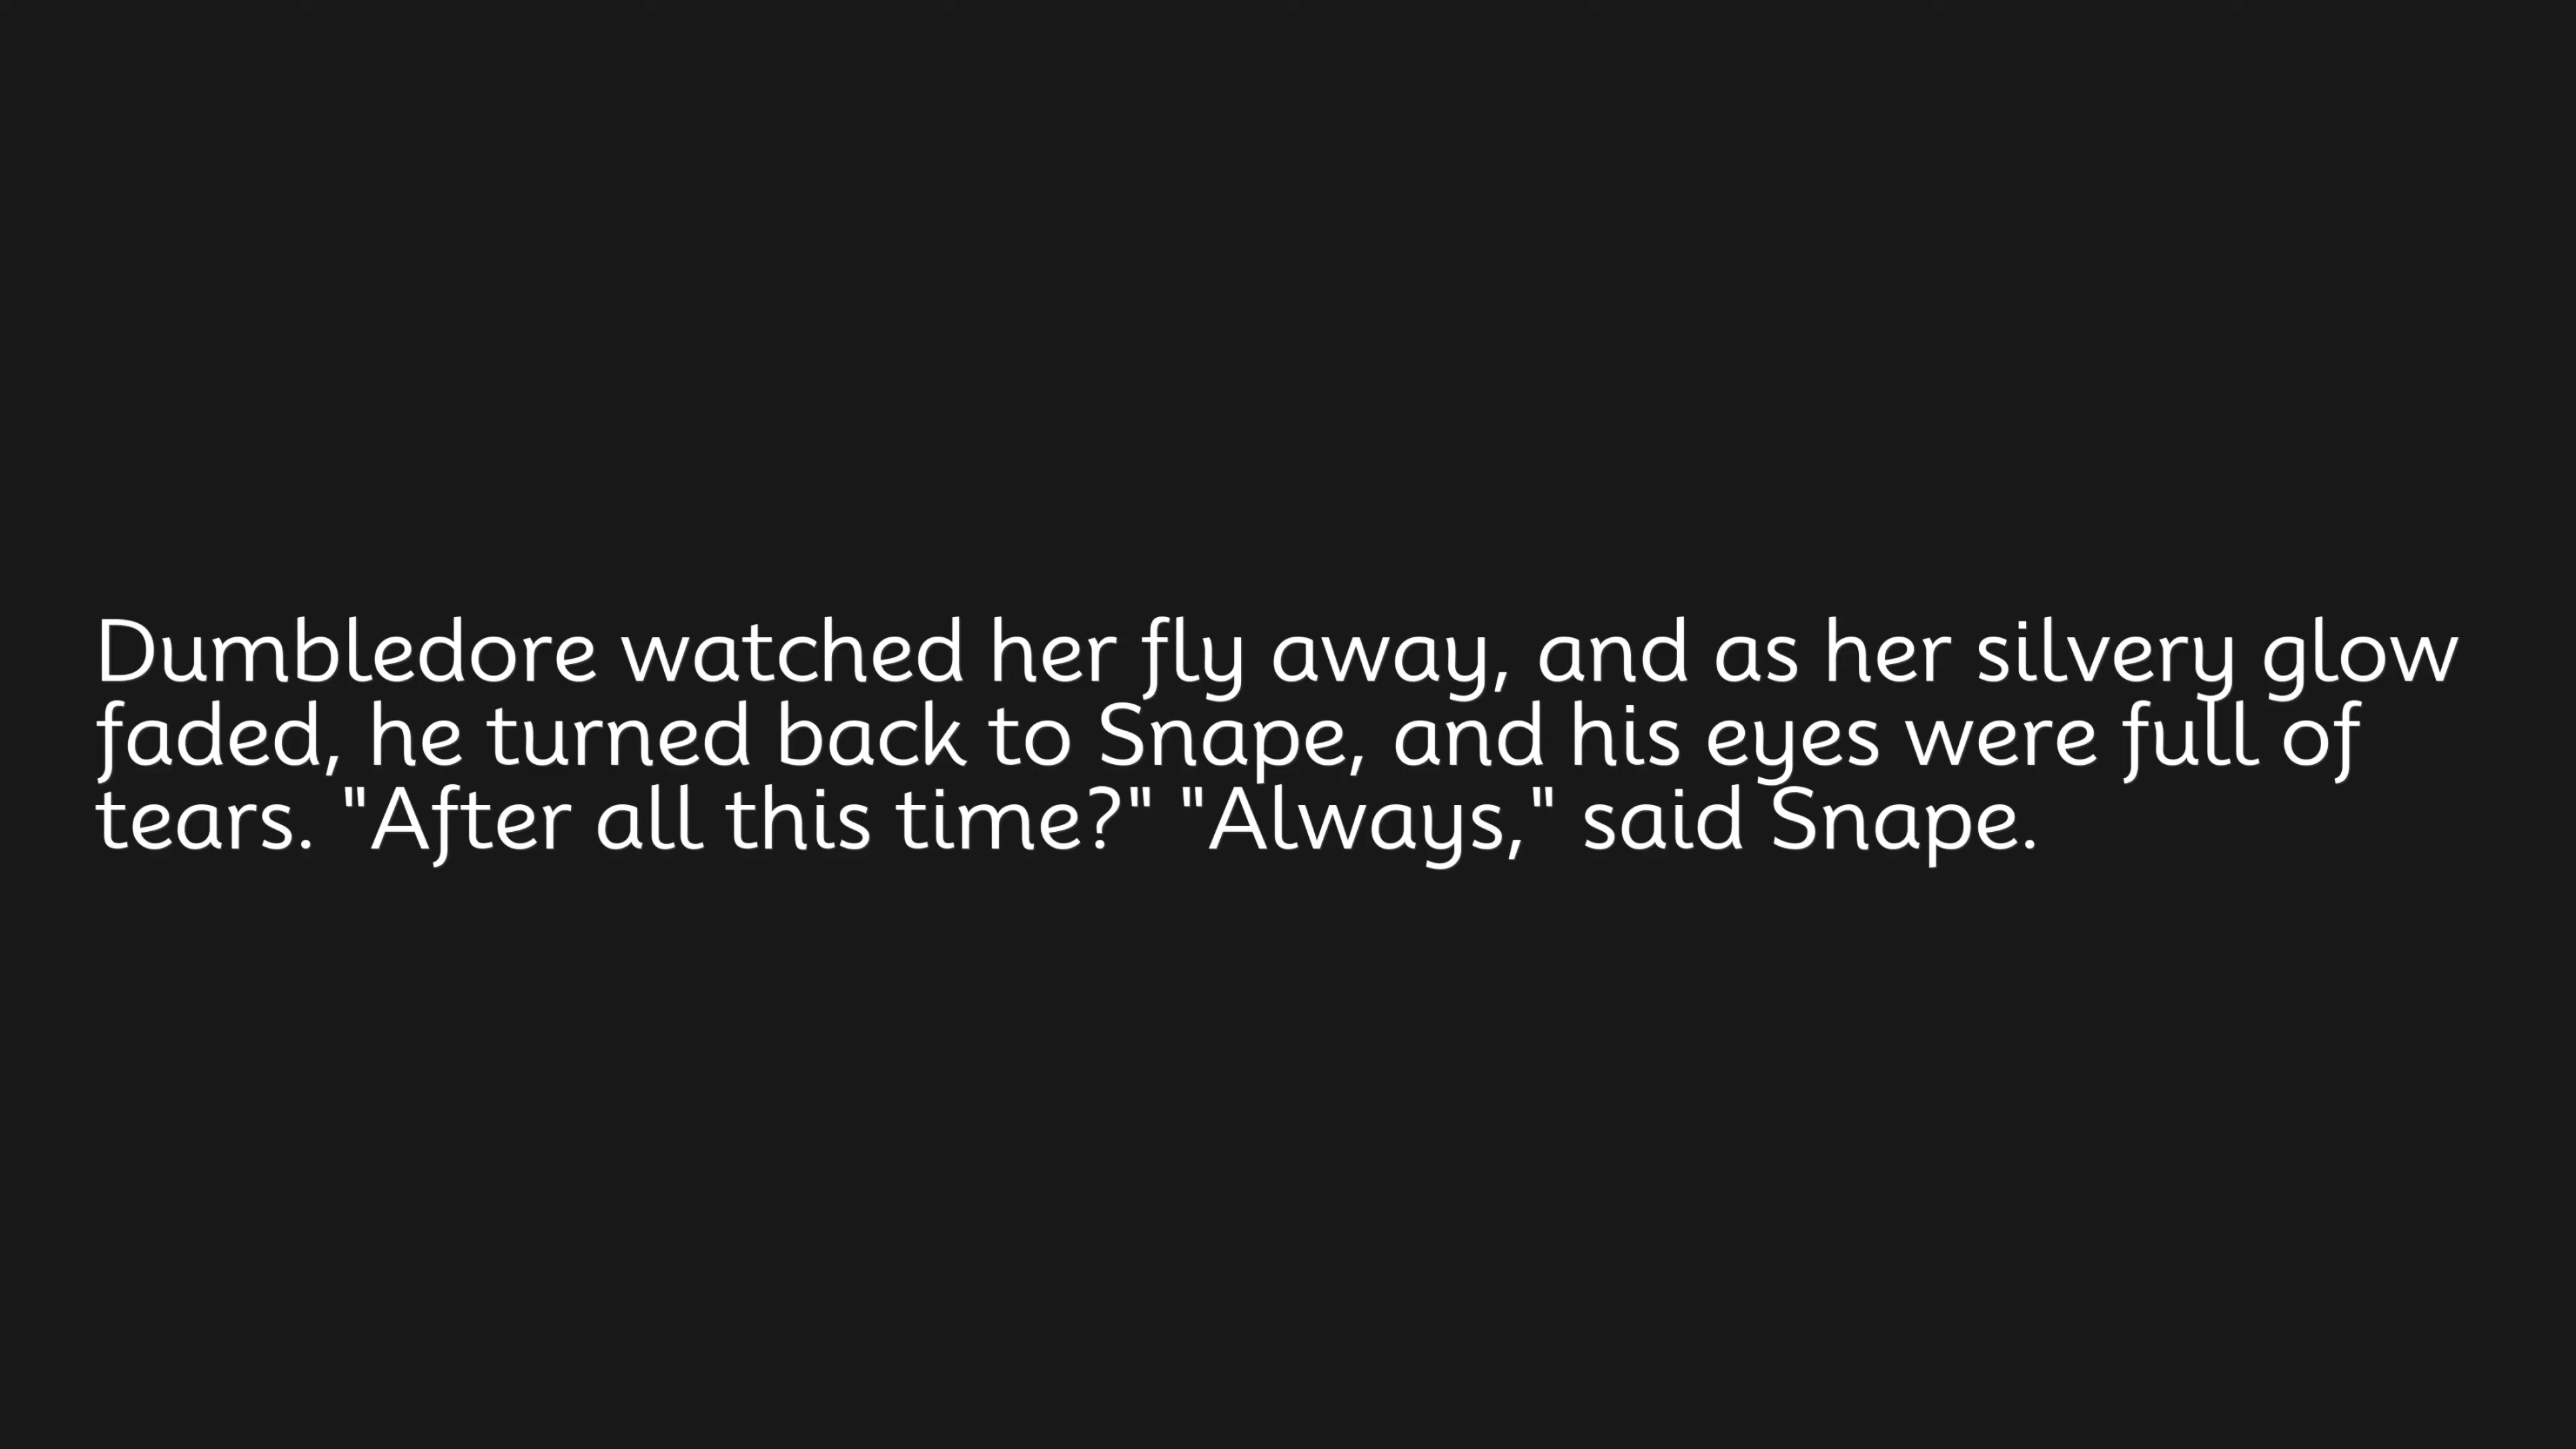 Dumbledore watched her fly away, and as her silvery glow
faded, he turned back to Snape, and his eyes were full of
tears. "After all this time?" "Always," said Snape.